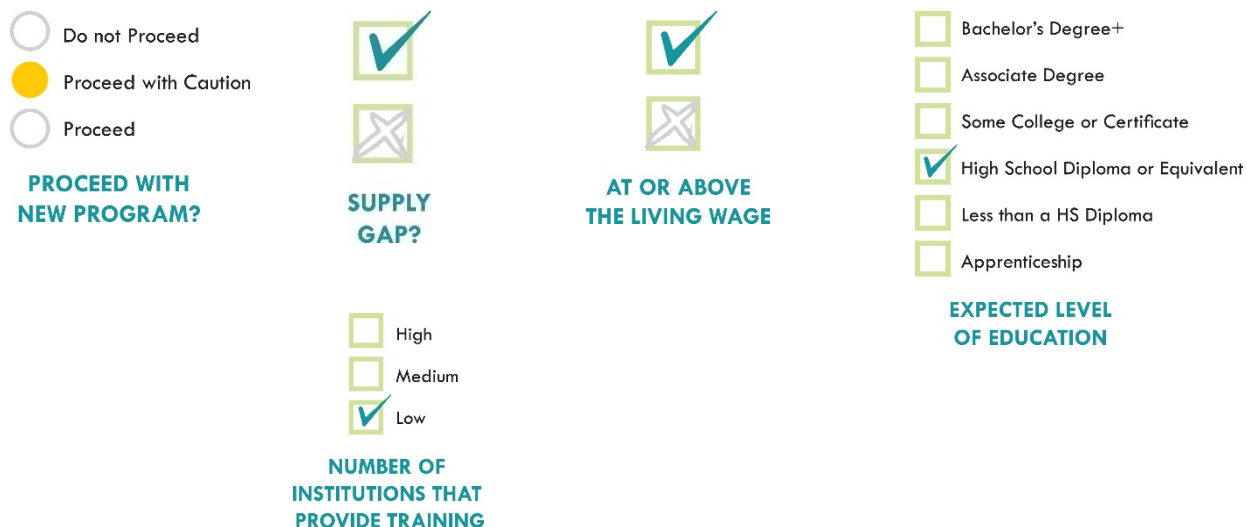 Do not Proceed
Proceed with Caution
Proceed
PROCEED WITH
NEW PROGRAM?
SUPPLY
GAP?
AT OR ABOVE
THE LIVING WAGE
Bachelor's Degree+
Associate Degree
Some College or Certificate
High School Diploma or Equivalent
Less than a HS Diploma
Apprenticeship
EXPECTED LEVEL
OF EDUCATION
High
Medium
Low
NUMBER OF
INSTITUTIONS THAT
PROVIDE TRAINING